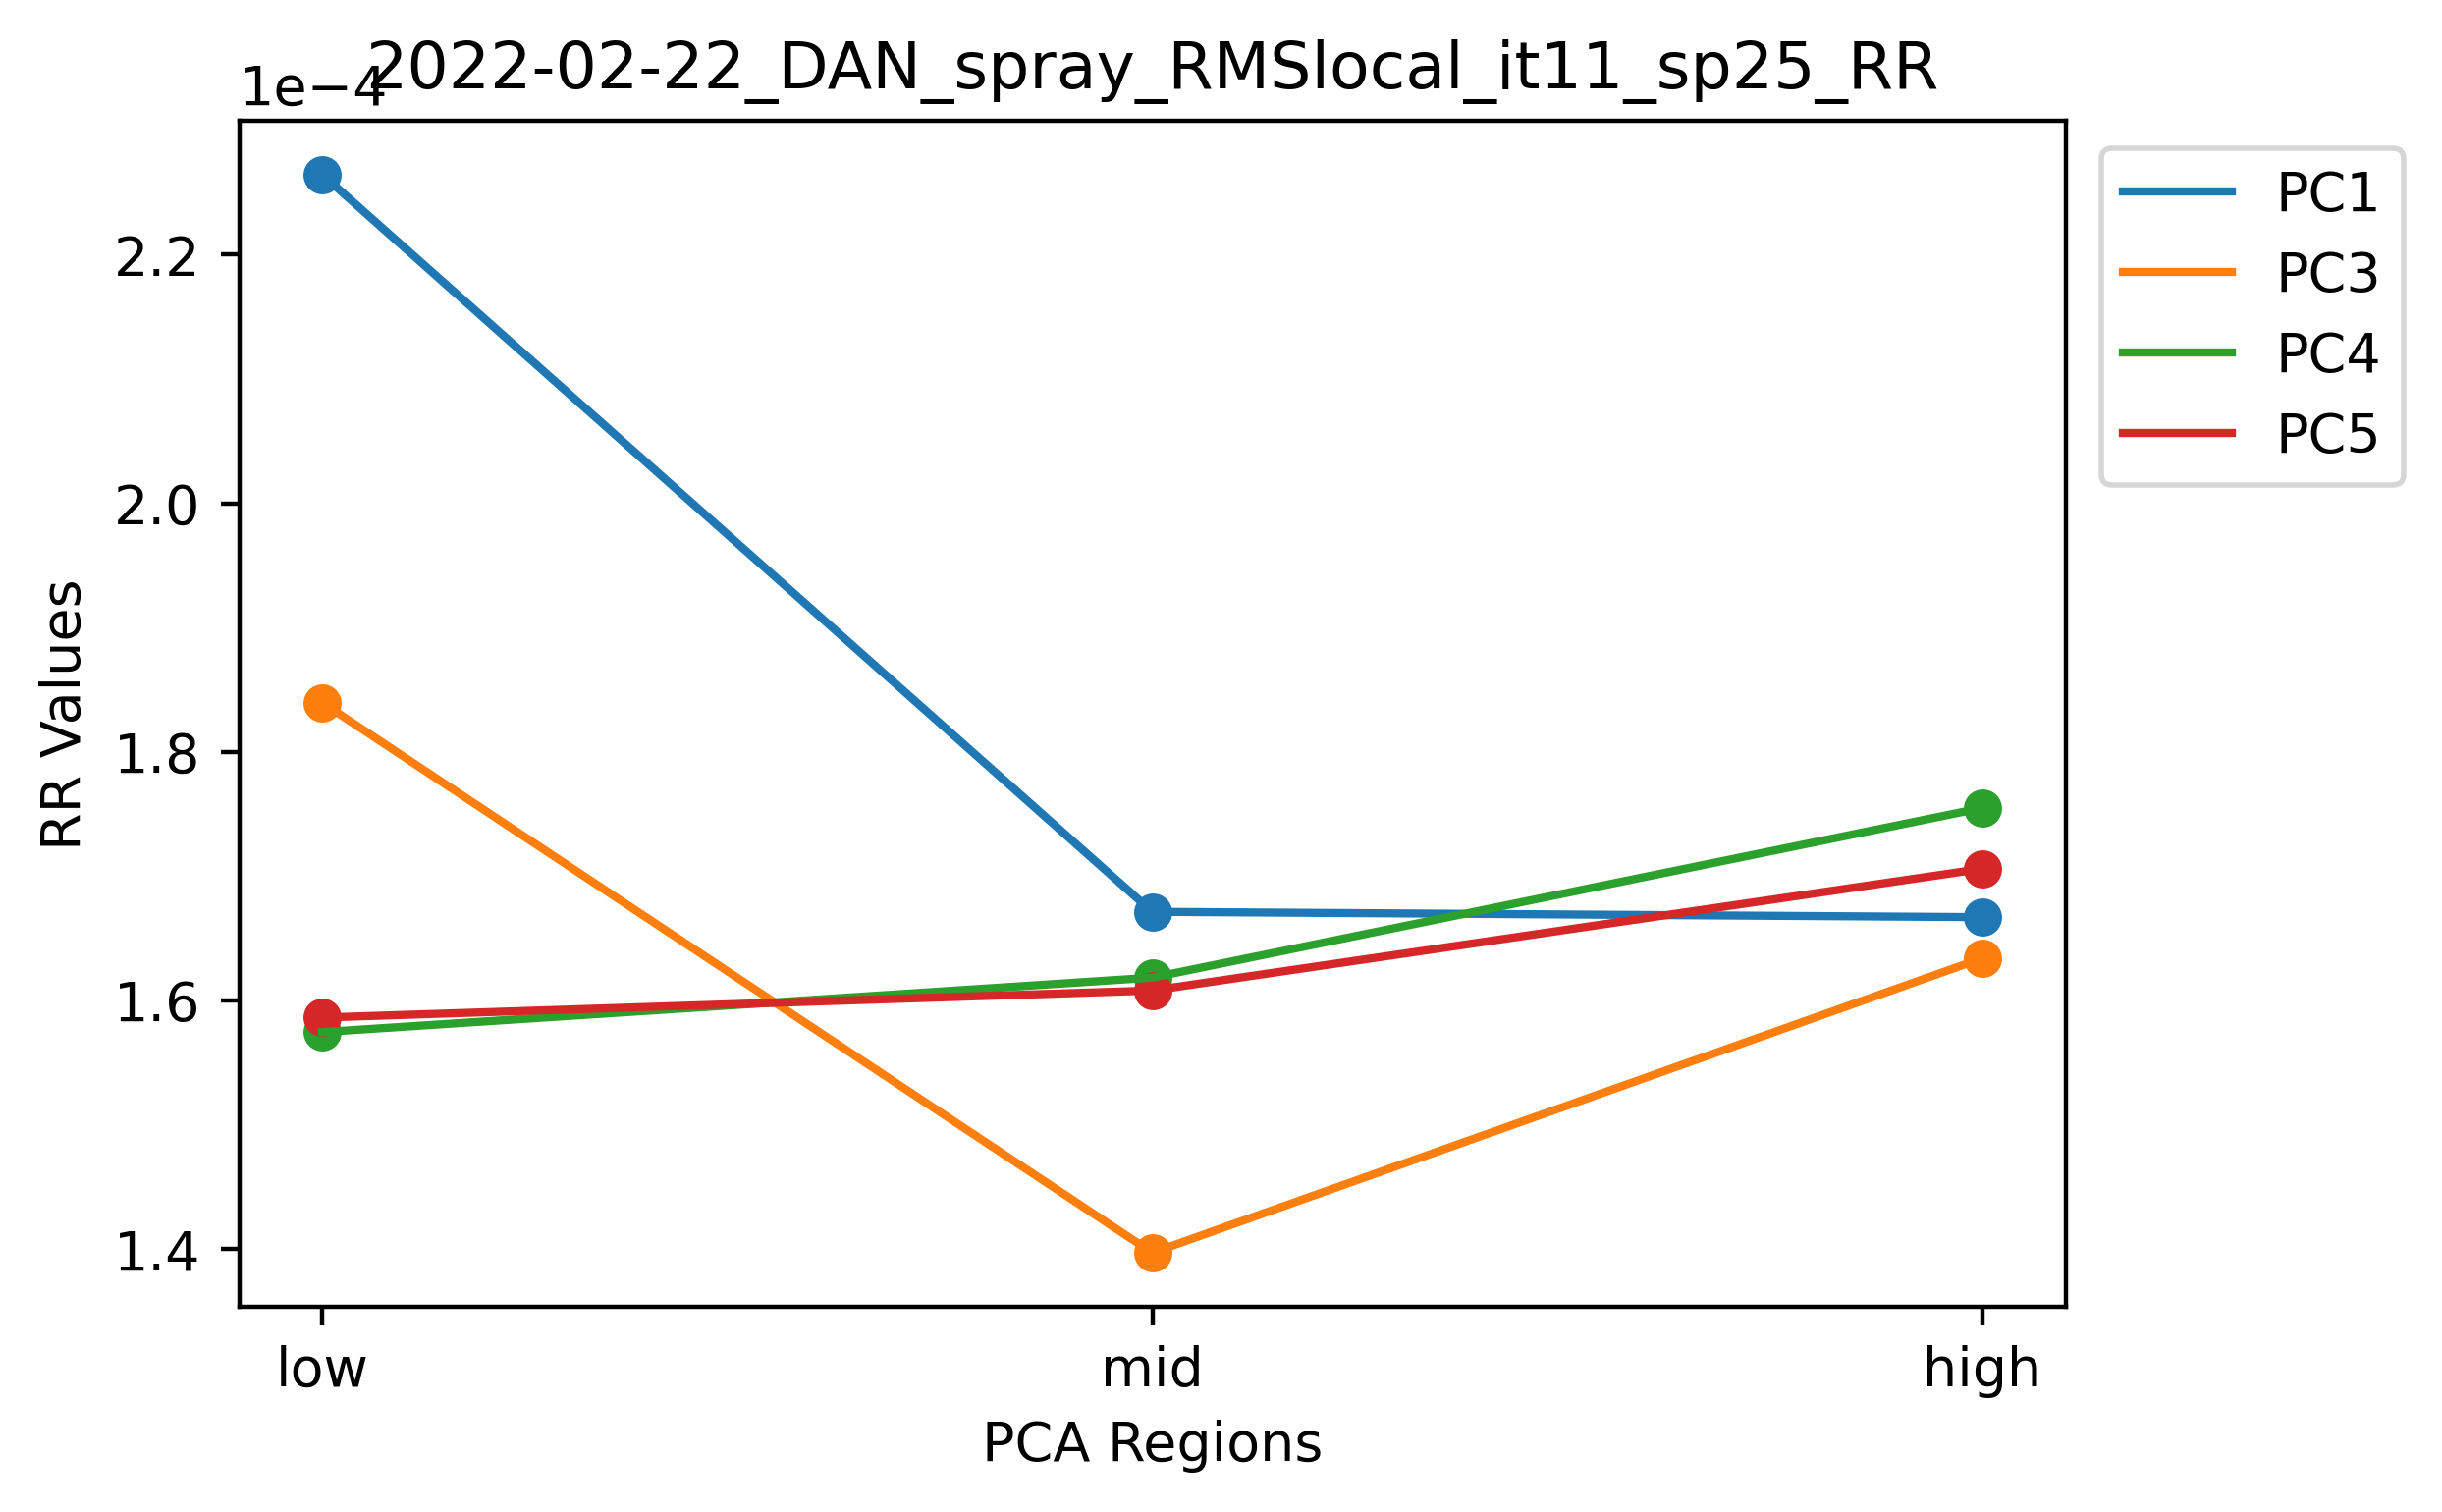 2022-02-22_DAN_spray_RMSlocal_it11_sp25_RR
1e−4
2.2
2.0
1.8
1.6
1.4
RR Values
low mid high
PCA Regions
PC1
PC3
PC4
PC5